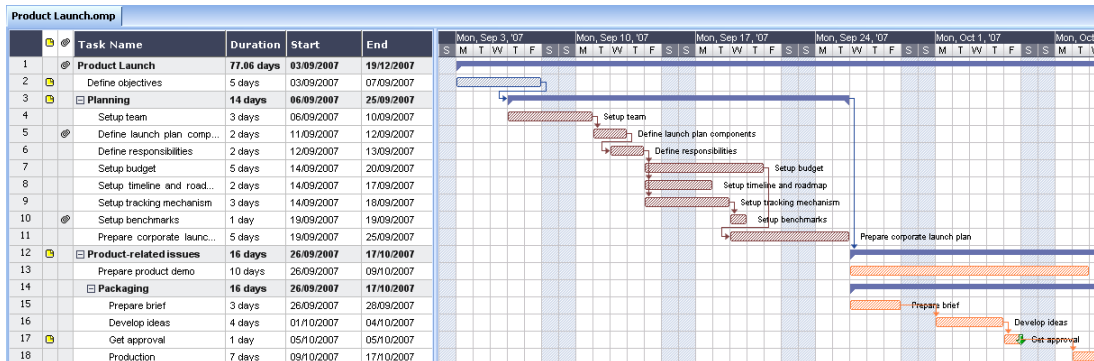 Product Launch.omp
Task Name Duration Start End
Mon, Sep 3, '07 Mon, Sep 10, '07 Mon, Sep 17, '07 Mon, Sep 24, '07 Mon, Oct 1, '07 Mon, Oct
S M T W T F S S M T W T F S S M T W T F S S M T W T F S S M T W T F S S M T
1 Product Launch 77.06 days 03/09/2007 19/12/2007
2 Define objectives 5 days 03/09/2007 07/09/2007
3 Planning 14 days 06/09/2007 25/09/2007
4 Setup team 3 days 06/09/2007 10/09/2007 Setup team
5 Define launch plan comp... 2 days 11/09/2007 12/09/2007 Define launch plan components
6 Define responsibilities 2 days 12/09/2007 13/09/2007 Define responsibilities
7 Setup budget 5 days 14/09/2007 20/09/2007 Setup budget
8 Setup timeline and road... 2 days 14/09/2007 17/09/2007 Setup timeline and roadmap
9 Setup tracking mechanism 3 days 14/09/2007 18/09/2007 Setup tracking mechanism
10 Setup benchmarks 1 day 19/09/2007 19/09/2007 Setup benchmarks
11 Prepare corporate launc... 5 days 19/09/2007 25/09/2007 Prepare corporate launch plan
12 Product-related issues 16 days 26/09/2007 17/10/2007
13 Prepare product demo 10 days 26/09/2007 09/10/2007
14 Packaging 16 days 26/09/2007 17/10/2007
15 Prepare brief 3 days 26/09/2007 28/09/2007 Prepare brief
16 Develop ideas 4 days 01/10/2007 04/10/2007 Develop ideas
17 Get approval 1 day 05/10/2007 05/10/2007 Get approval
18 Production 7 days 09/10/2007 17/10/2007